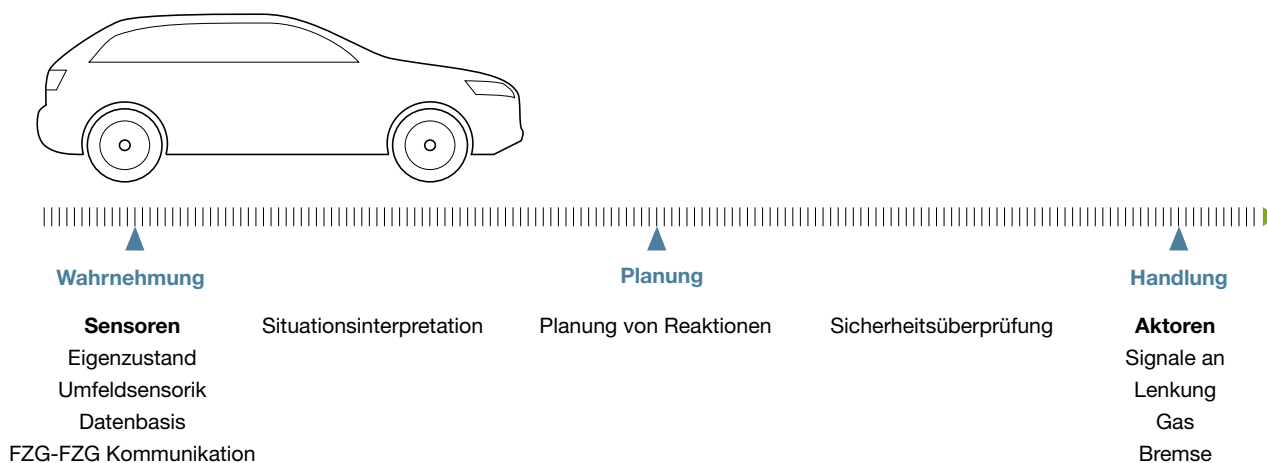 Wahrnehmung
Planung
Handlung
Sensoren
Eigenzustand
Umfeldsensorik
Datenbasis
FZG-FZG Kommunikation
Situationsinterpretation
Planung von Reaktionen
Sicherheitsüberprüfung
Aktoren
Signale an
Lenkung
Gas
Bremse